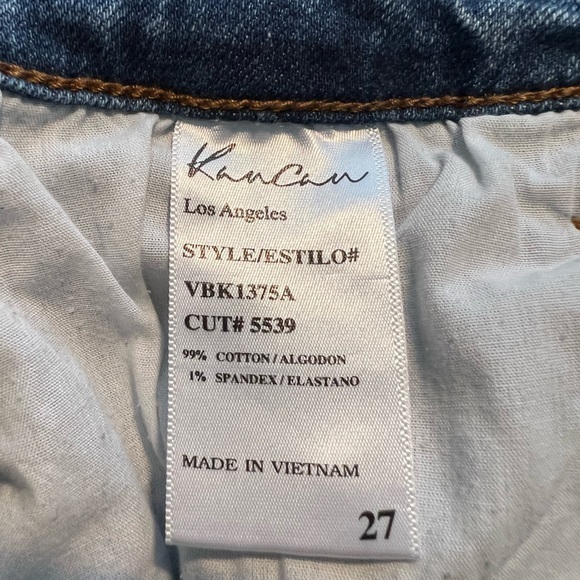 KanCan
Los Angeles
STYLE/ESTILO#
VBK1375A
CUT# 5539
99% COTTON/ALGODON
1% SPANDEX/ELASTANO
MADE IN VIETNAM
27